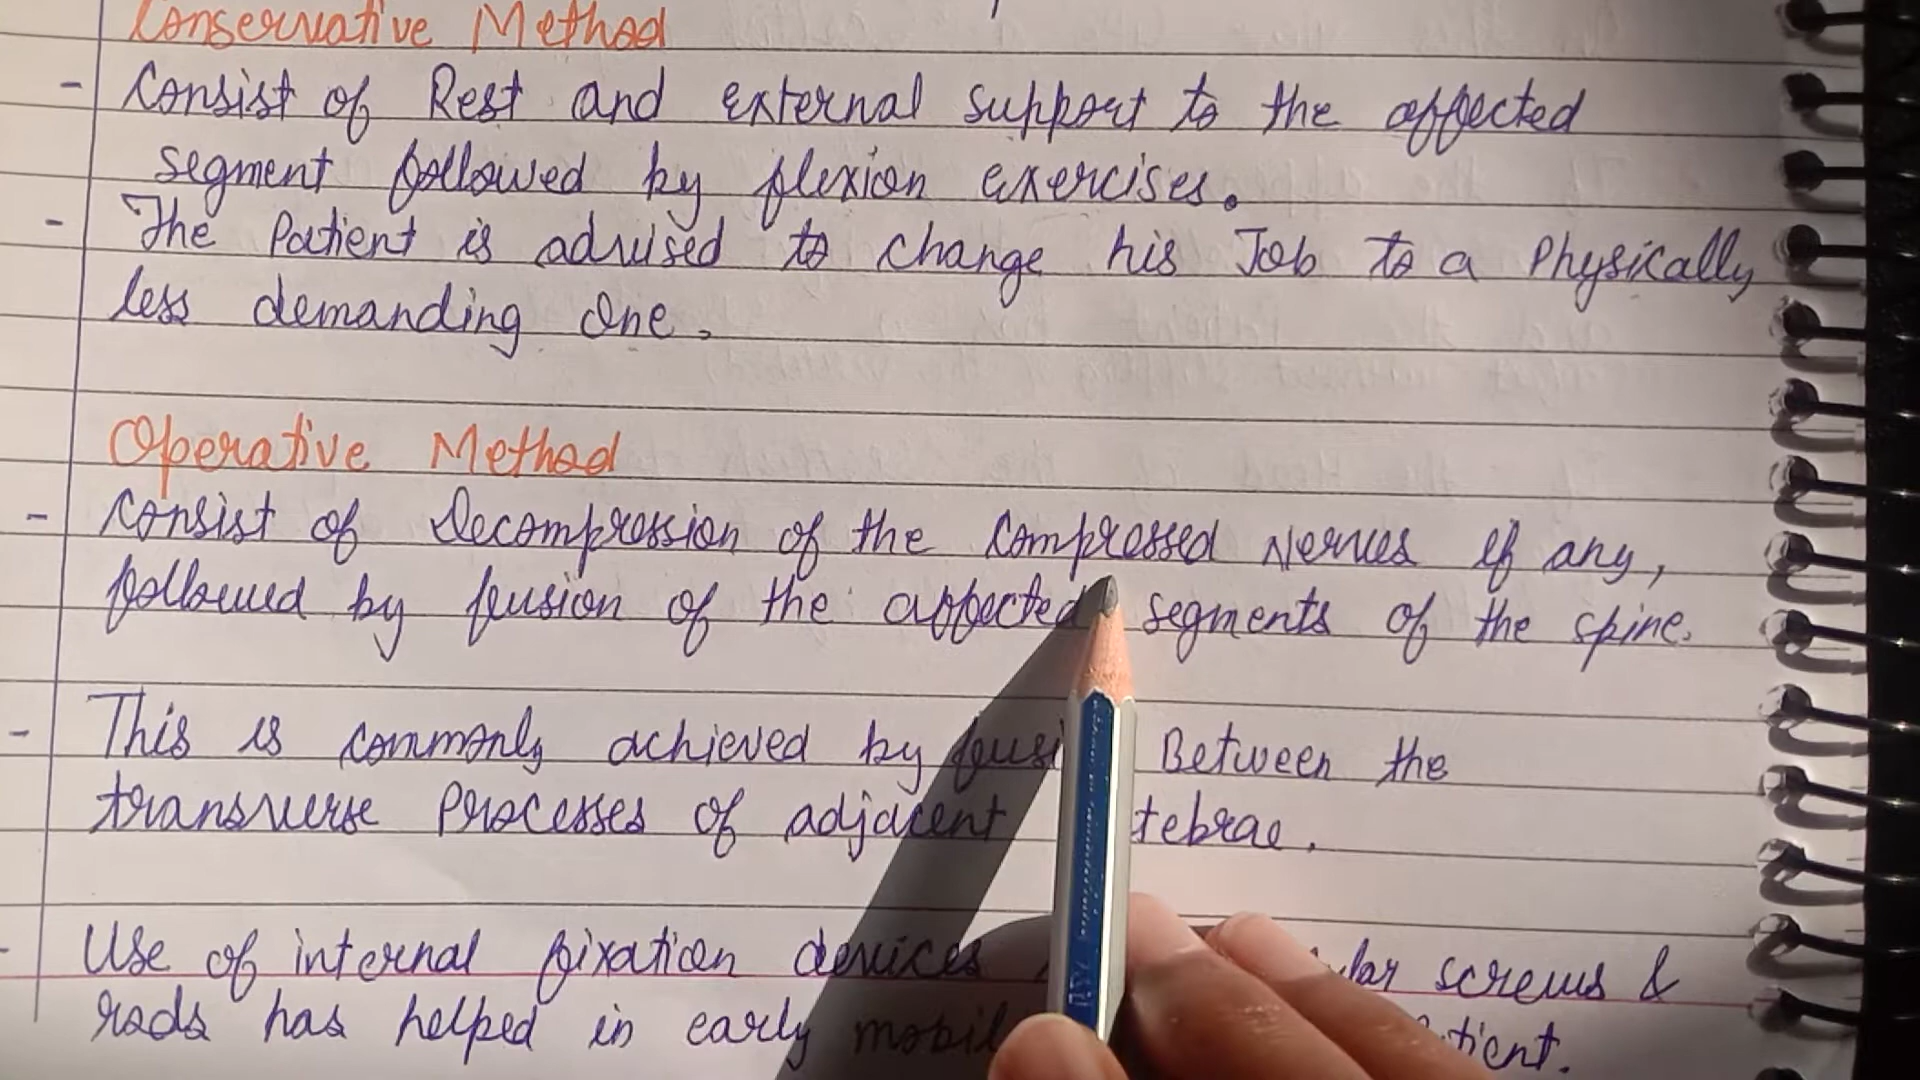 Conservative Method
- Consist of Rest and external support to the affected
segment followed by flexion exercises.
- The Patient is advised to change his Job to a Physically
less demanding one.
Operative Method
- Consist of Decompression of the compressed Nerves if any,
followed by fusion of the affected segments of the spine.
- This is commonly achieved by Between the
transverse Processes of adjacent tebrae.
- Use of internal fixation devices screws &
rods has helped in early